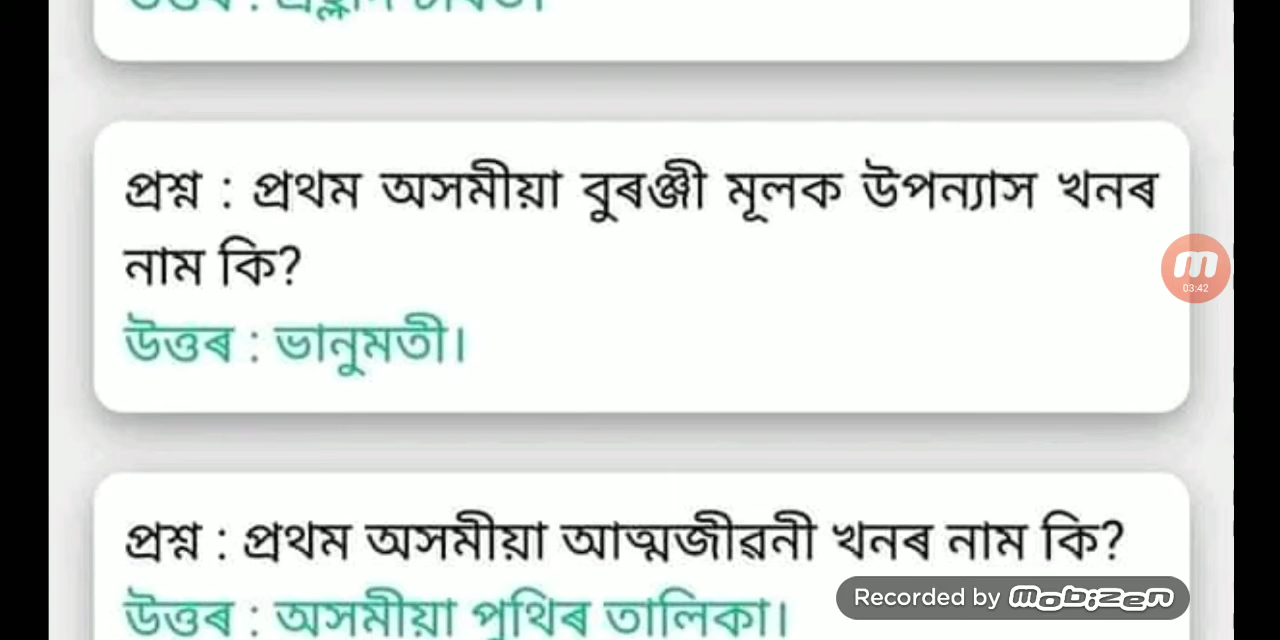 প্ৰশ্ন : প্ৰথম অসমীয়া বুৰঞ্জী মূলক উপন্যাস খনৰ
নাম কি?
উত্তৰ : ভানুমতী।
03:42
প্ৰশ্ন : প্ৰথম অসমীয়া আত্মজীৱনী খনৰ নাম কি?
Recorded by mobizen
উত্তৰ : অসমীয়া পুথিৰ তালিকা।